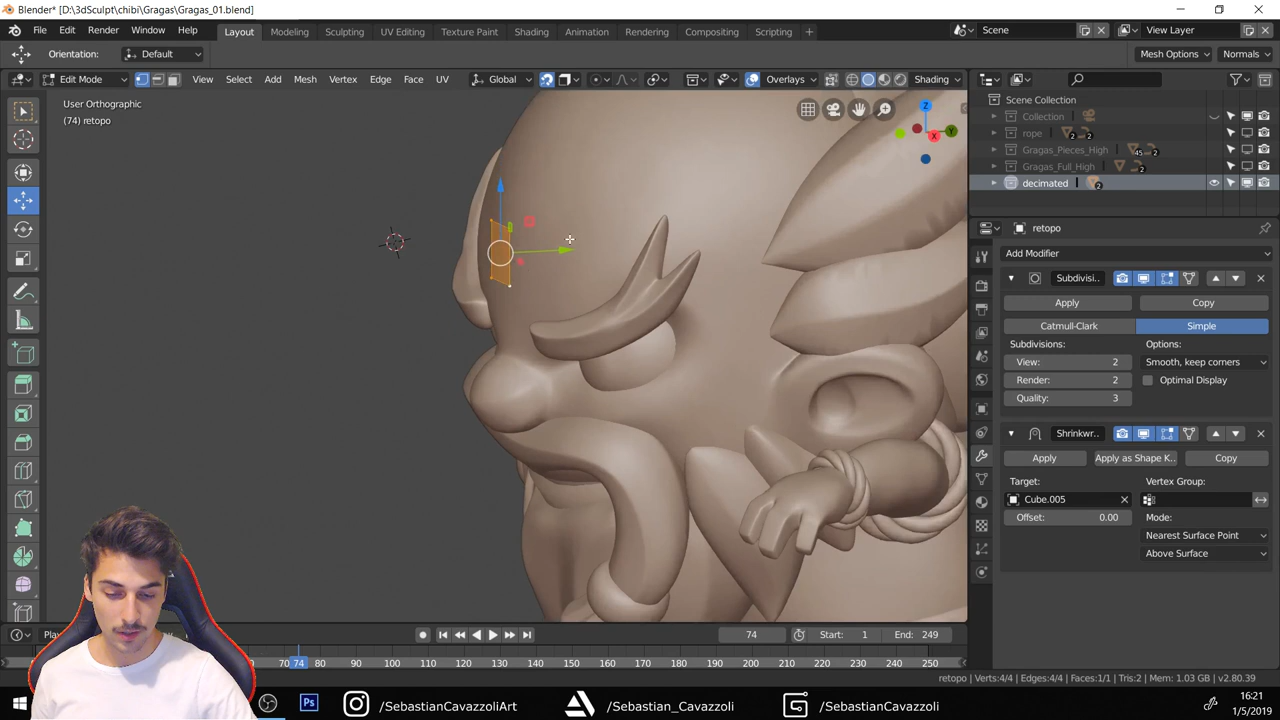 Blender* [D:\3dSculpt\chibi\Gragas\Gragas_01.blend]
File Edit Render Window Help Layout Modeling Sculpting UV Editing Texture Paint Shading Animation Rendering Compositing Scripting + Scene View Layer
Orientation: Default Mesh Options Normals
Edit Mode View Select Add Mesh Vertex Edge Face UV Global Overlays Shading
User Orthographic
(74) retopo
Z
Y
X
Scene Collection
Collection
rope 2 2
Gragas_Pieces_High 45 2
Gragas_Full_High 2
decimated 2
retopo
Add Modifier
Subdivisi..
Apply Copy
Catmull-Clark Simple
Subdivisions: Options:
View: 2 Smooth, keep corners
Render: 2 Optimal Display
Quality: 3
Shrinkwr..
Apply Apply as Shape K.. Copy
Target: Vertex Group:
Cube.005
Offset: 0.00 Mode:
Nearest Surface Point
Above Surface
74 Start: 1 End: 249
74 80 90 100 110 120 130 140 150 160 170 180 190 200 210 220 230 240 250
retopo | Verts:4/4 | Edges:4/4 | Faces:1/1 | Tris:2 | Mem: 1.03 GB | v2.80.39
Ps /SebastianCavazzoliArt /Sebastian_Cavazzoli /SebastianCavazzoli
16:21
1/5/2019